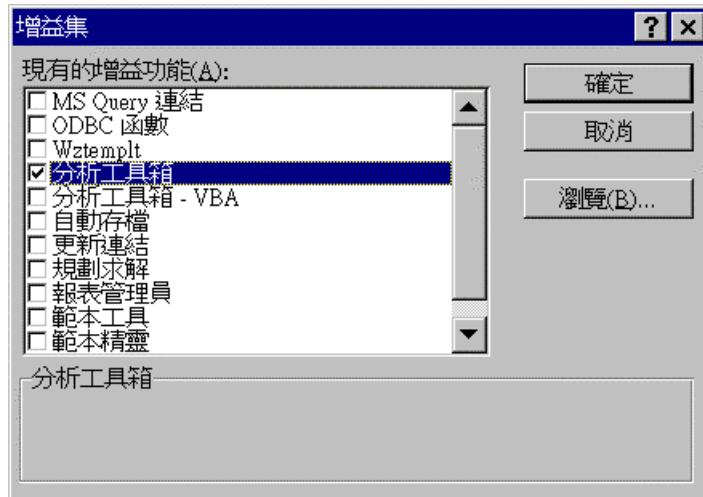 增益集
現有的增益功能(A):
MS Query 連結
ODBC 函數
Wztemplt
分析工具箱
分析工具箱 - VBA
自動存檔
更新連結
規劃求解
報表管理員
範本工具
範本精靈
確定
取消
瀏覽(B)...
分析工具箱